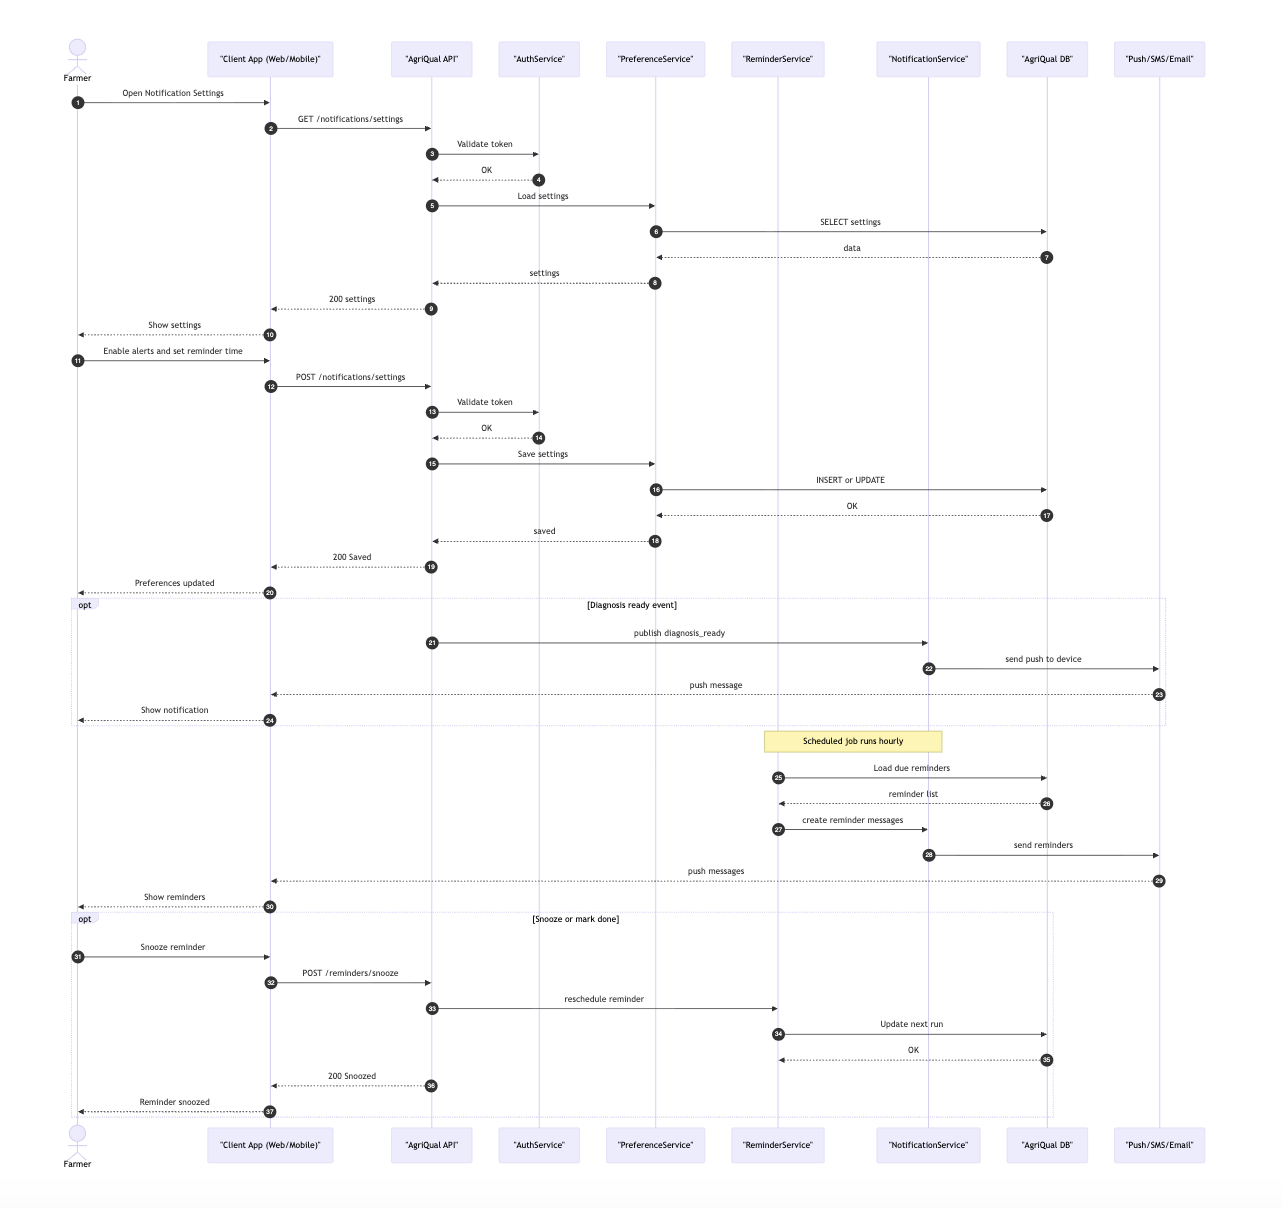 Farmer
"Client App (Web/Mobile)"
"AgriQual API"
"AuthService"
"PreferenceService"
"ReminderService"
"NotificationService"
"AgriQual DB"
"Push/SMS/Email"
1 Open Notification Settings
2 GET /notifications/settings
3 Validate token
OK 4
5 Load settings
6 SELECT settings
data 7
settings 8
200 settings 9
Show settings 10
11 Enable alerts and set reminder time
12 POST /notifications/settings
13 Validate token
OK 14
15 Save settings
16 INSERT or UPDATE
OK 17
saved 18
200 Saved 19
Preferences updated 20
opt [Diagnosis ready event]
21 publish diagnosis_ready
22 send push to device
push message 23
Show notification 24
Scheduled job runs hourly
25 Load due reminders
reminder list 26
27 create reminder messages
28 send reminders
push messages 29
Show reminders 30
opt [Snooze or mark done]
31 Snooze reminder
32 POST /reminders/snooze
33 reschedule reminder
34 Update next run
OK 35
200 Snoozed 36
Reminder snoozed 37
Farmer
"Client App (Web/Mobile)"
"AgriQual API"
"AuthService"
"PreferenceService"
"ReminderService"
"NotificationService"
"AgriQual DB"
"Push/SMS/Email"